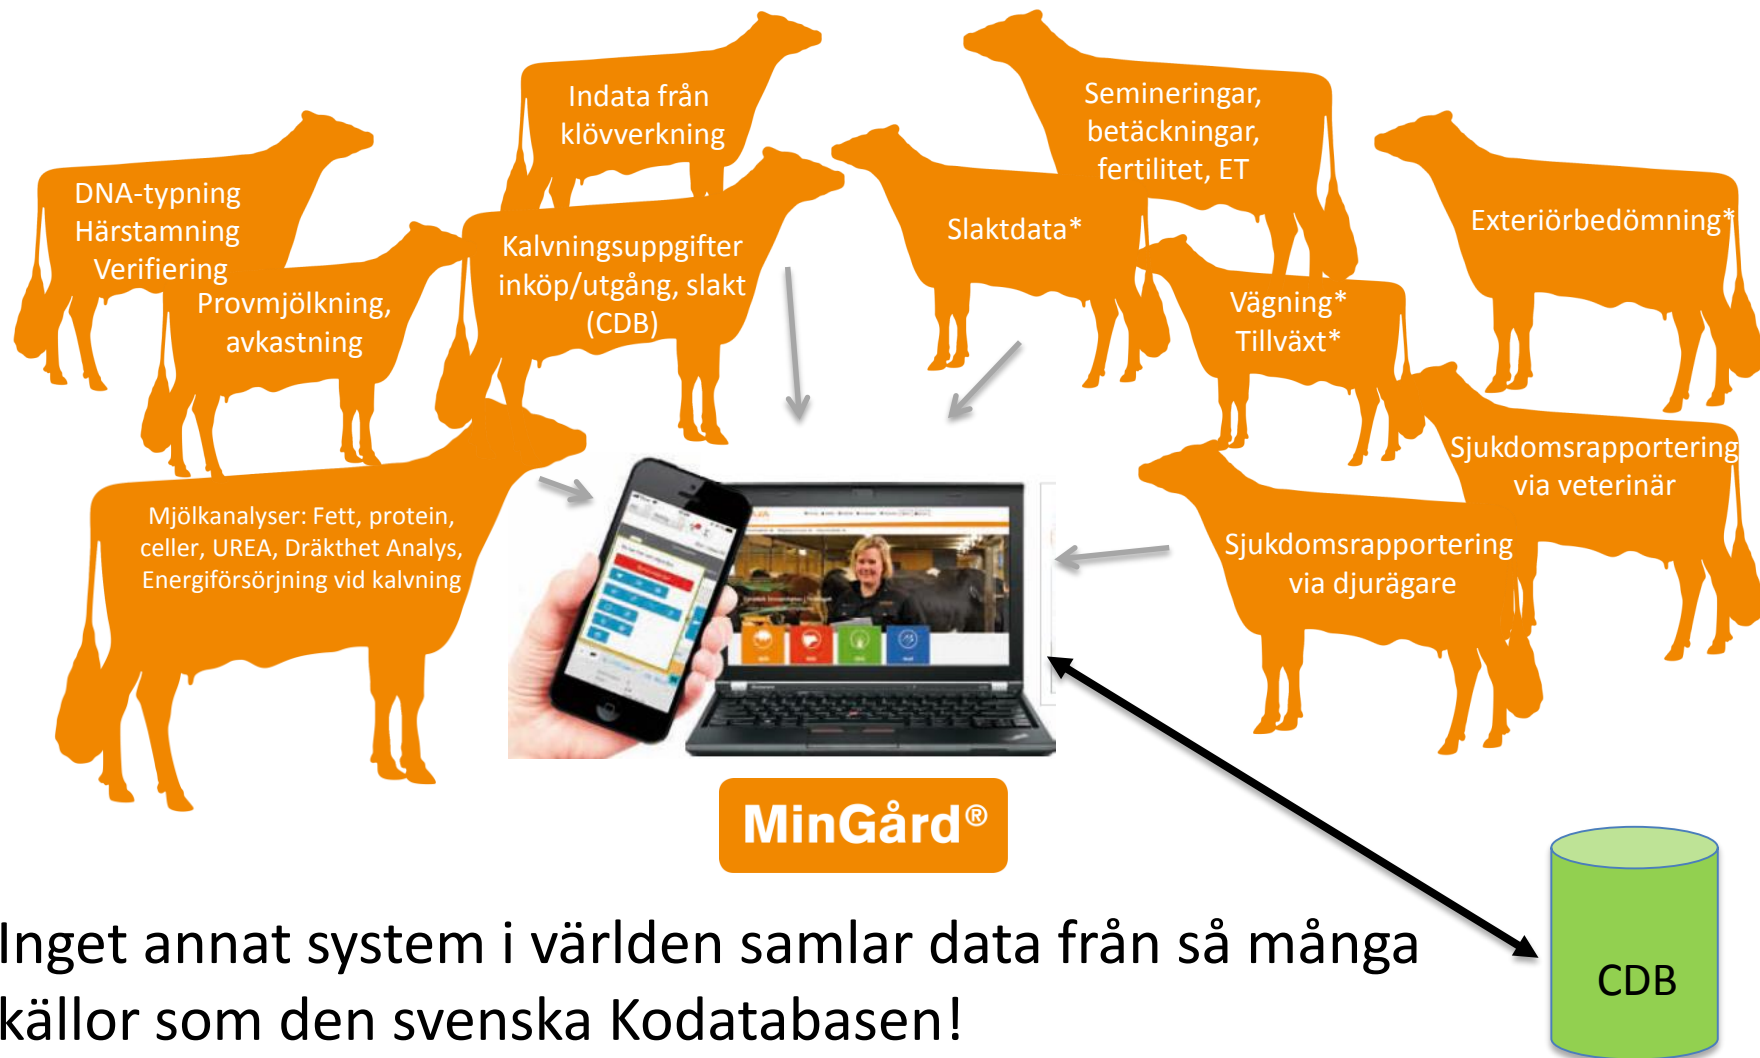 Indata från
klövverkning
Semineringar,
betäckningar,
fertilitet, ET
DNA-typning
Härstamning
Verifiering
Provmjölkning,
avkastning
Kalvningsuppgifter
inköp/utgång, slakt
(CDB)
Slaktdata*
Exteriörbedömning*
Vägning*
Tillväxt*
Sjukdomsrapportering
via veterinär
Mjölkanalyser: Fett, protein,
celler, UREA, Dräkthet Analys,
Energiförsörjning vid kalvning
Sjukdomsrapportering
via djurägare
MinGård®
Inget annat system i världen samlar data från så många
källor som den svenska Kodatabasen!
CDB